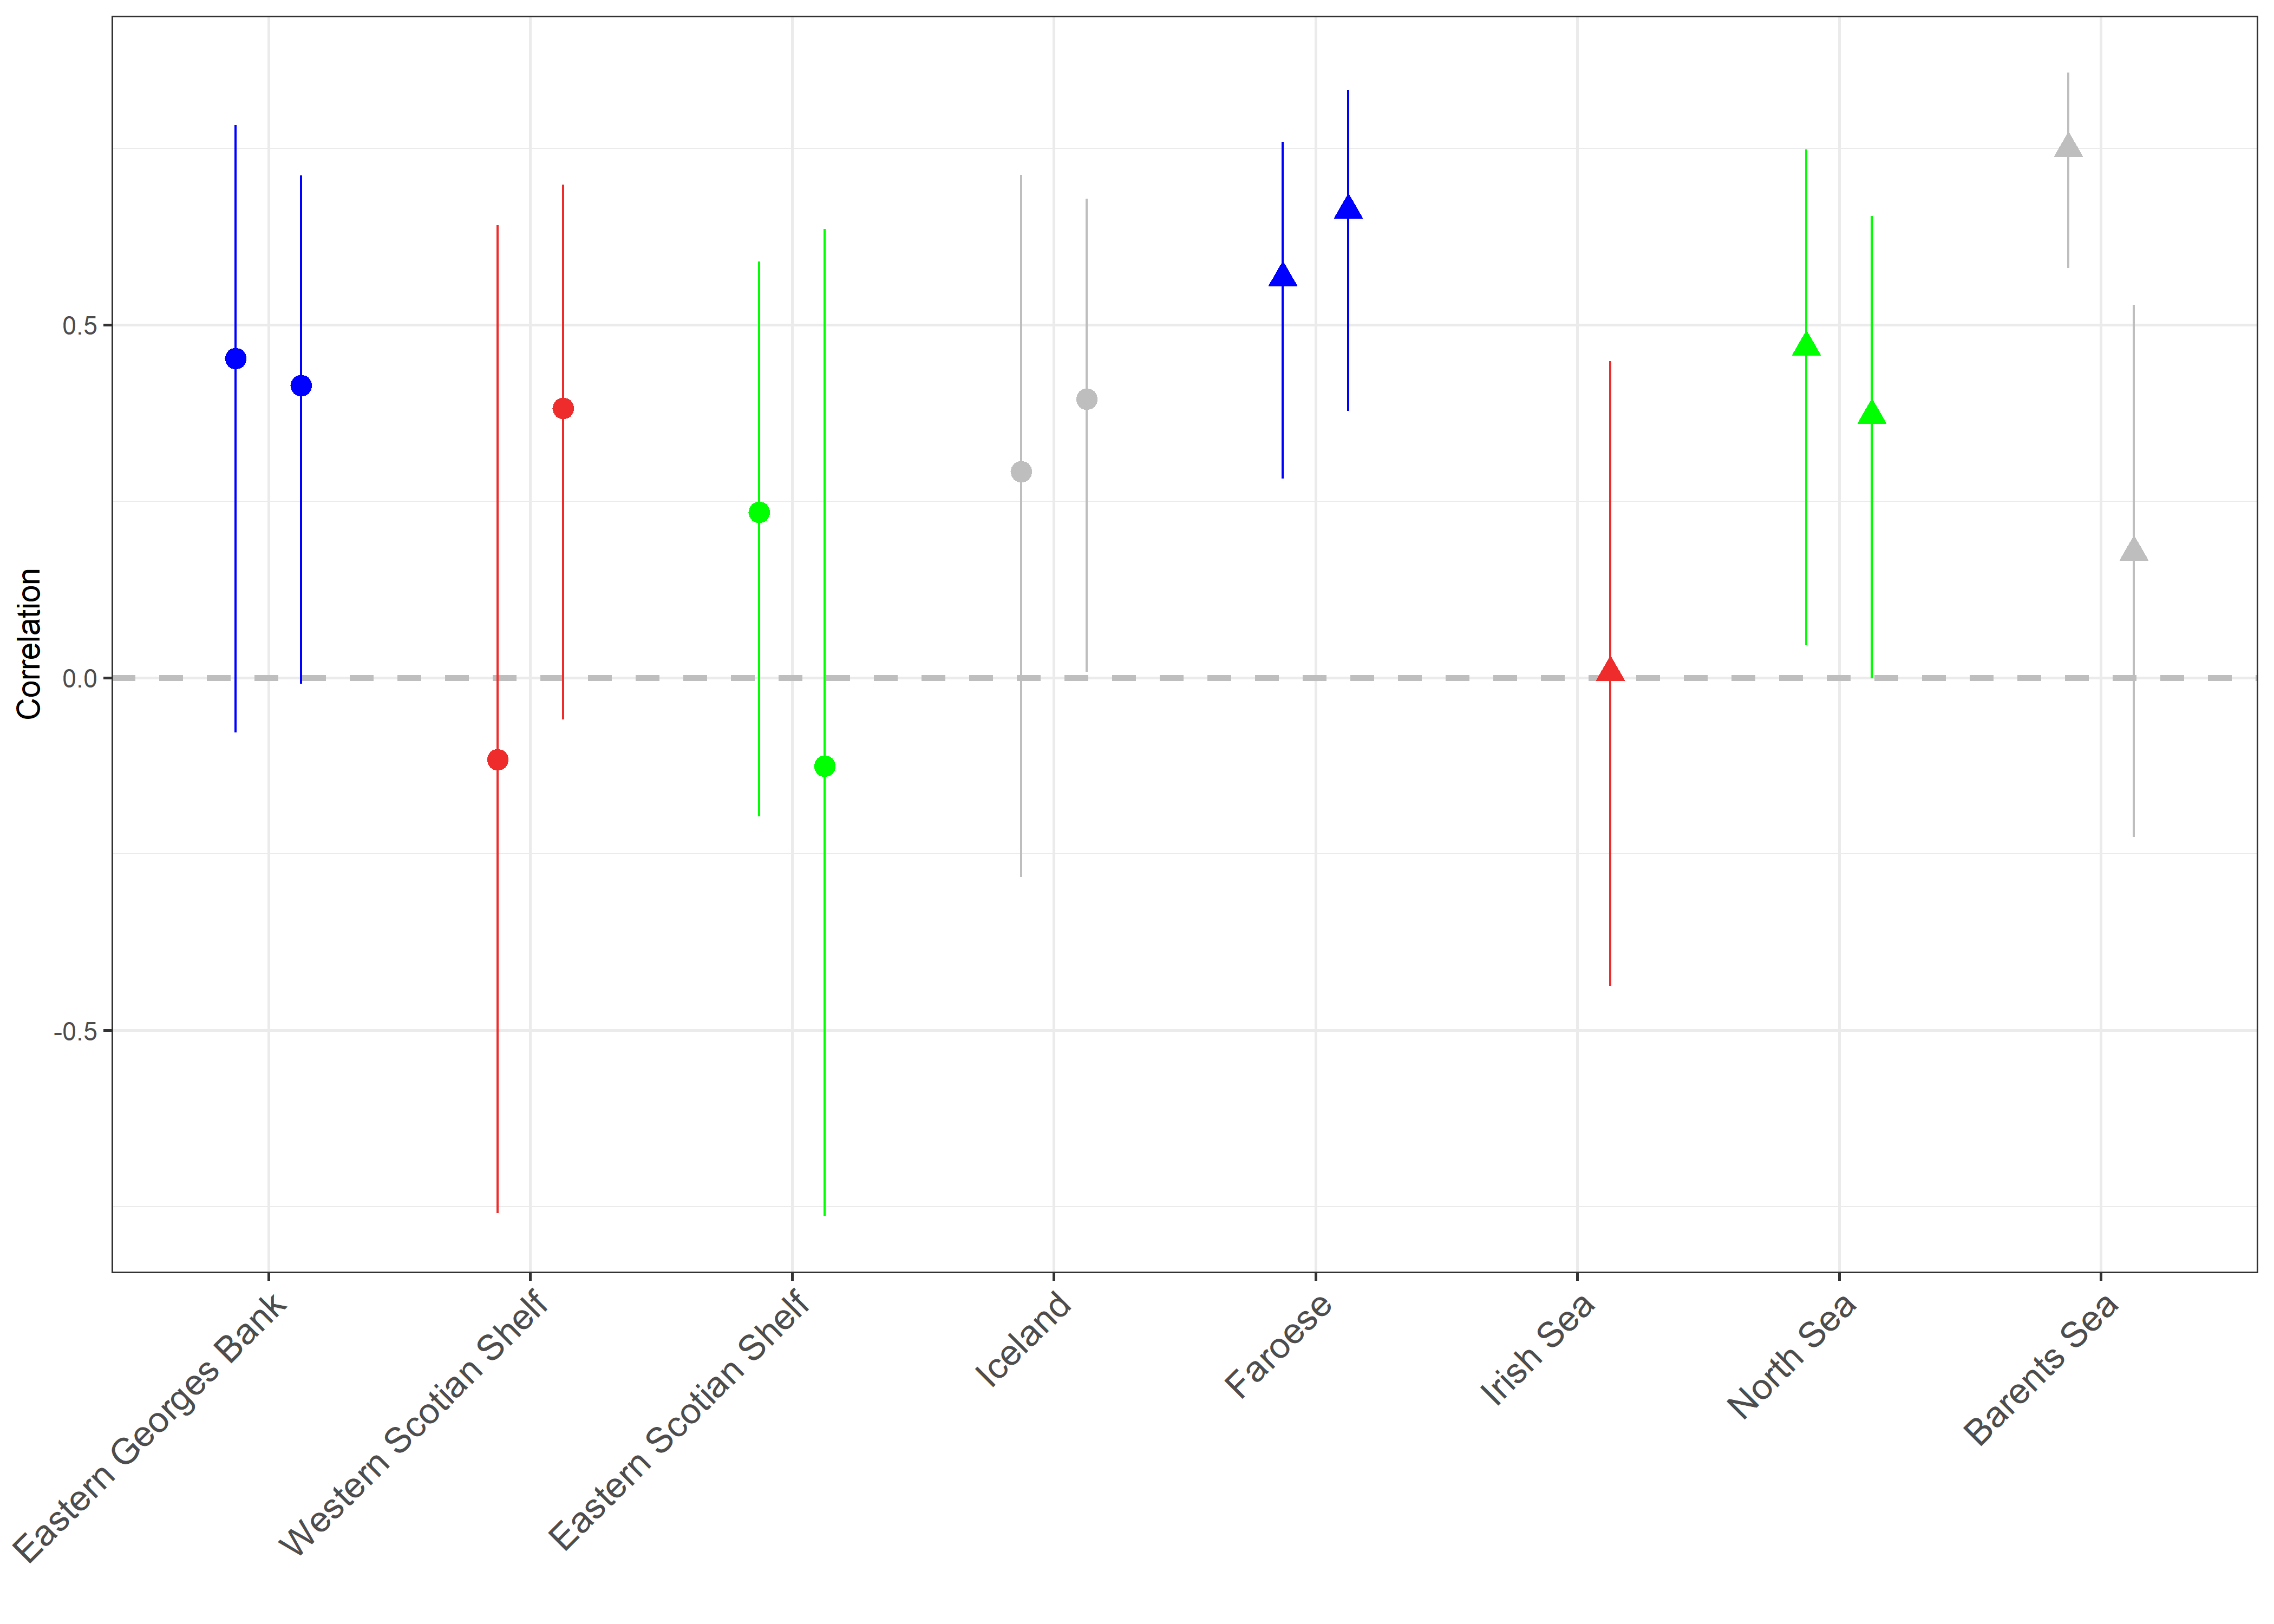 Correlation
0.5
0.0
-0.5
Eastern Georges Bank
Western Scotian Shelf
Eastern Scotian Shelf
Iceland
Faroese
Irish Sea
North Sea
Barents Sea